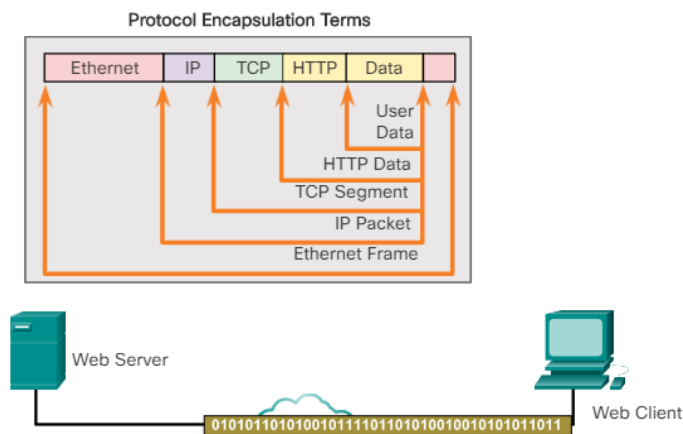 Protocol Encapsulation Terms
Ethernet IP TCP HTTP Data
User
Data
HTTP Data
TCP Segment
IP Packet
Ethernet Frame
Web Server
Web Client
010101101010010111101101010010010101011011